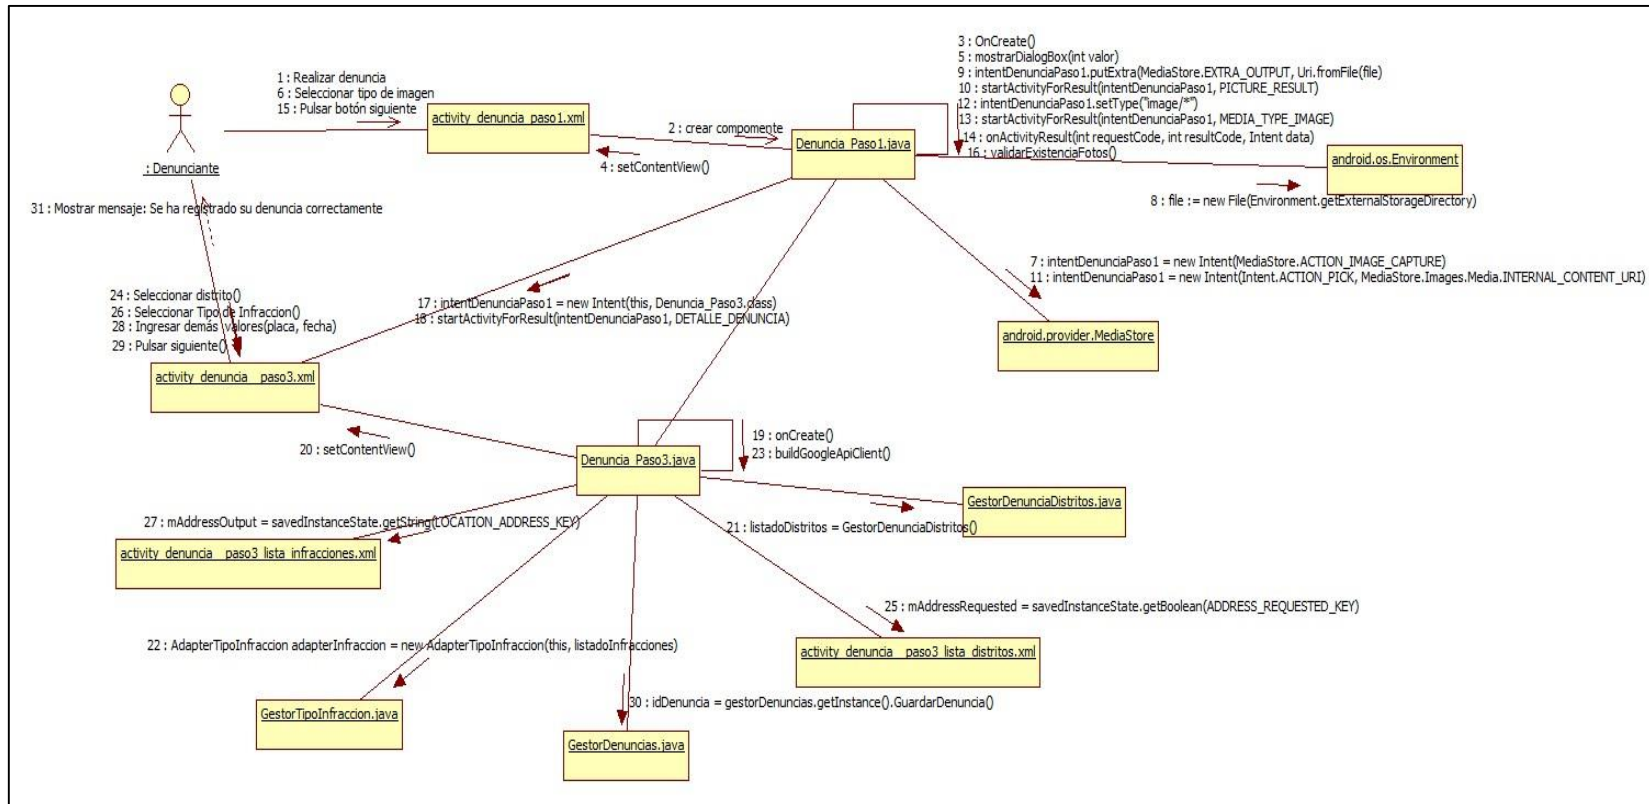 3 : OnCreate()
5 : mostrarDialogBox(int valor)
9 : intentDenunciaPaso1.putExtra(MediaStore.EXTRA_OUTPUT, Uri.fromFile(file)
10 : startActivityForResult(intentDenunciaPaso1, PICTURE_RESULT)
12 : intentDenunciaPaso1.setType("image/*")
13 : startActivityForResult(intentDenunciaPaso1, MEDIA_TYPE_IMAGE)
14 : onActivityResult(int requestCode, int resultCode, Intent data)
16 : validarExistenciaFotos()
1 : Realizar denuncia
6 : Seleccionar tipo de imagen
15 : Pulsar botón siguiente
activity_denuncia_paso1.xml
2 : crear compomente
Denuncia_Paso1.java
4 : setContentView()
android.os.Environment
8 : file := new File(Environment.getExternalStorageDirectory)
: Denunciante
31 : Mostrar mensaje: Se ha registrado su denuncia correctamente
7 : intentDenunciaPaso1 = new Intent(MediaStore.ACTION_IMAGE_CAPTURE)
11 : intentDenunciaPaso1 = new Intent(Intent.ACTION_PICK, MediaStore.Images.Media.INTERNAL_CONTENT_URI)
24 : Seleccionar distrito()
26 : Seleccionar Tipo de Infraccion()
28 : Ingresar demás valores(placa, fecha)
29 : Pulsar siguiente()
17 : intentDenunciaPaso1 = new Intent(this, Denuncia_Paso3.class)
18 : startActivityForResult(intentDenunciaPaso1, DETALLE_DENUNCIA)
android.provider.MediaStore
activity_denuncia__paso3.xml
20 : setContentView()
Denuncia_Paso3.java
19 : onCreate()
23 : buildGoogleApiClient()
GestorDenunciaDistritos.java
21 : listadoDistritos = GestorDenunciaDistritos()
27 : mAddressOutput = savedInstanceState.getString(LOCATION_ADDRESS_KEY)
activity_denuncia__paso3_lista_infracciones.xml
25 : mAddressRequested = savedInstanceState.getBoolean(ADDRESS_REQUESTED_KEY)
activity_denuncia__paso3_lista_distritos.xml
22 : AdapterTipoInfraccion adapterInfraccion = new AdapterTipoInfraccion(this, listadoInfracciones)
GestorTipoInfraccion.java
30 : idDenuncia = gestorDenuncias.getInstance().GuardarDenuncia()
GestorDenuncias.java